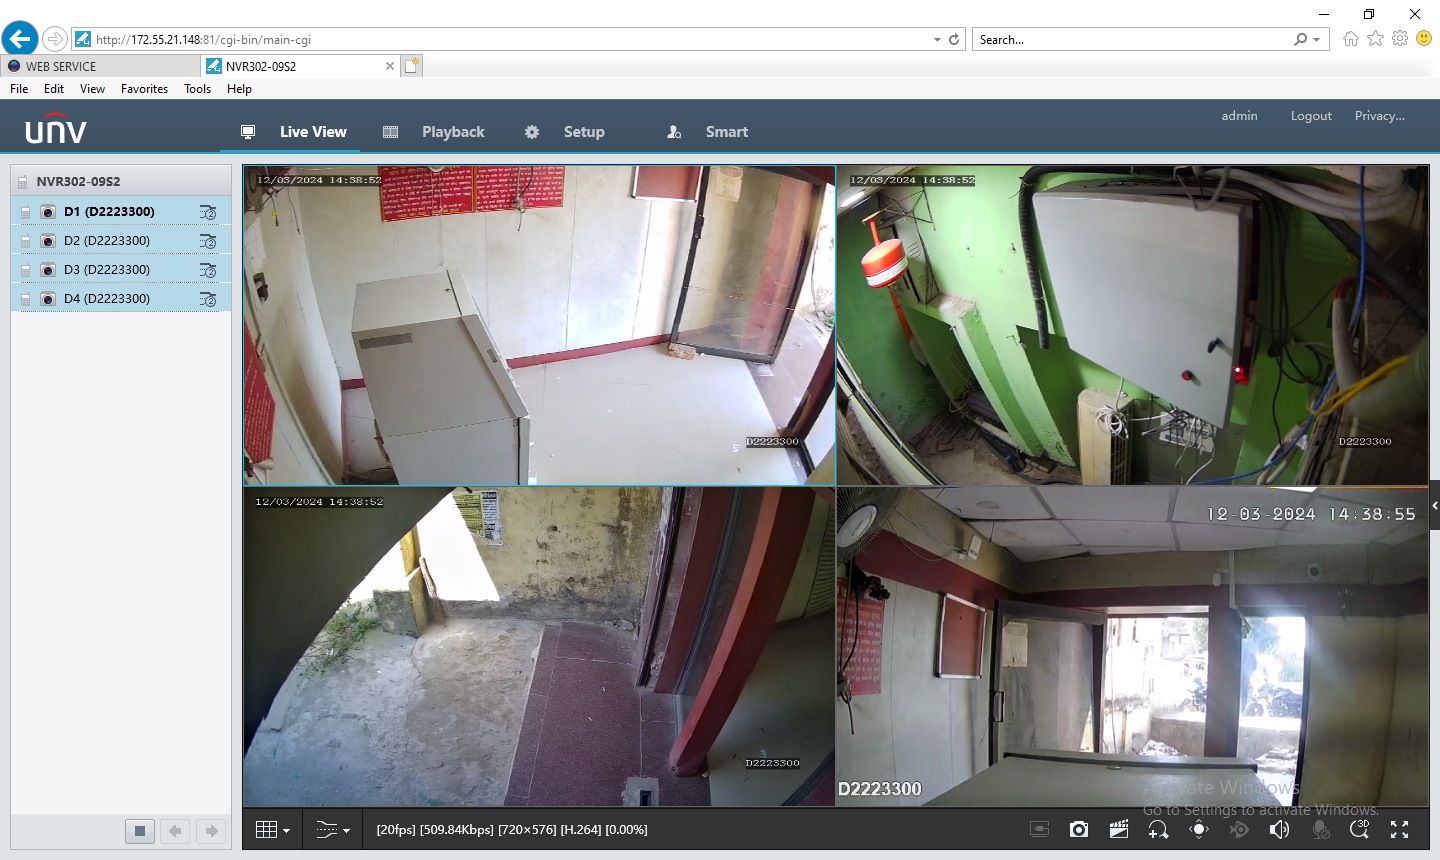 http://172.55.21.148:81/cgi-bin/main-cgi
Search...
WEB SERVICE
NVR302-09S2
File Edit View Favorites Tools Help
unv
Live View
Playback
Setup
Smart
admin
Logout
Privacy...
NVR302-09S2
D1 (D2223300)
D2 (D2223300)
D3 (D2223300)
D4 (D2223300)
12/03/2024 14:38:52
D2223300
12/03/2024 14:38:52
D2223300
12/03/2024 14:38:52
D2223300
12-03-2024 14:38:55
D2223300
Activate Windows
Go to Settings to activate Windows.
[20fps] [509.84Kbps] [720×576] [H.264] [0.00%]
3D